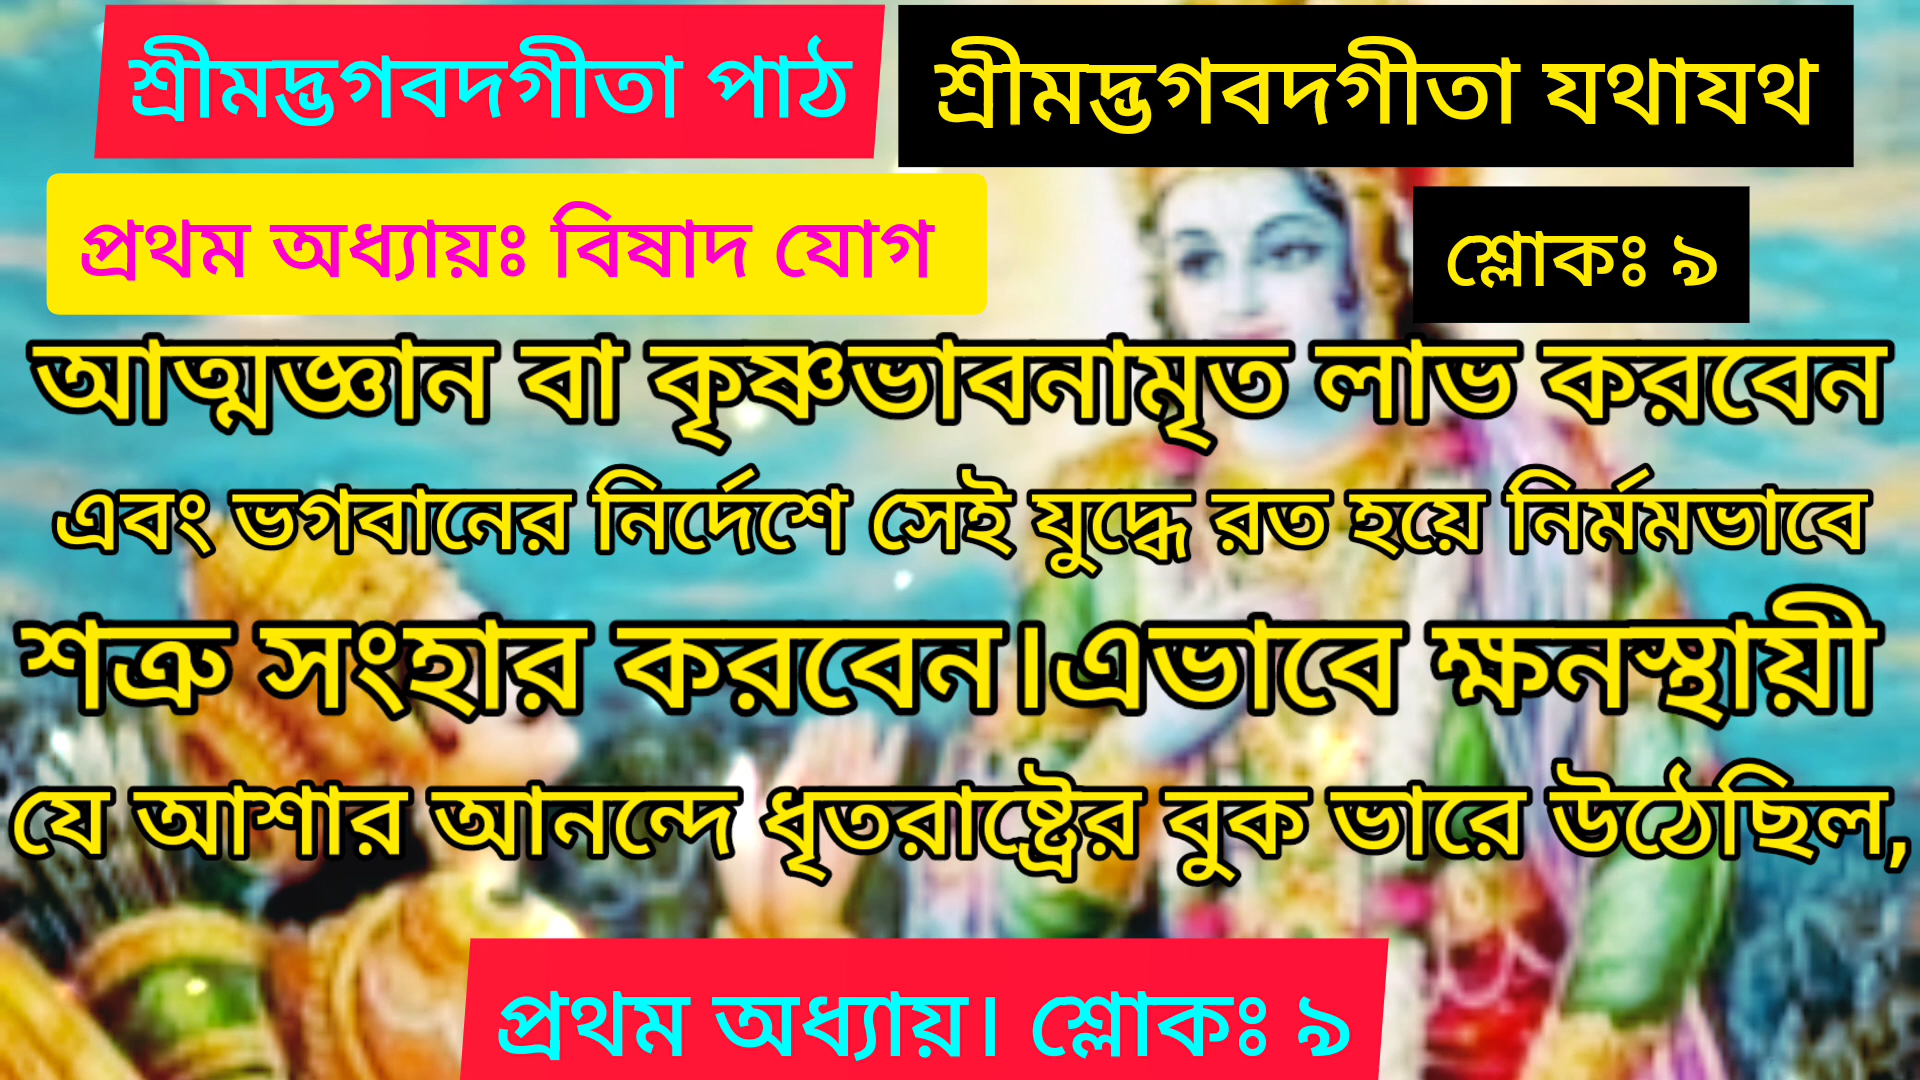 শ্রীমদ্ভগবদগীতা পাঠ
শ্রীমদ্ভগবদগীতা যথাযথ
প্রথম অধ্যায়ঃ বিষাদ যোগ
শ্লোকঃ ৯
আত্মজ্ঞান বা কৃষ্ণভাবনামৃত লাভ করবেন
এবং ভগবানের নির্দেশে সেই যুদ্ধে রত হয়ে নির্মমভাবে
শত্রু সংহার করবেন।এভাবে ক্ষনস্থায়ী
যে আশার আনন্দে ধৃতরাষ্ট্রের বুক ভারে উঠেছিল,
প্রথম অধ্যায়। শ্লোকঃ ৯